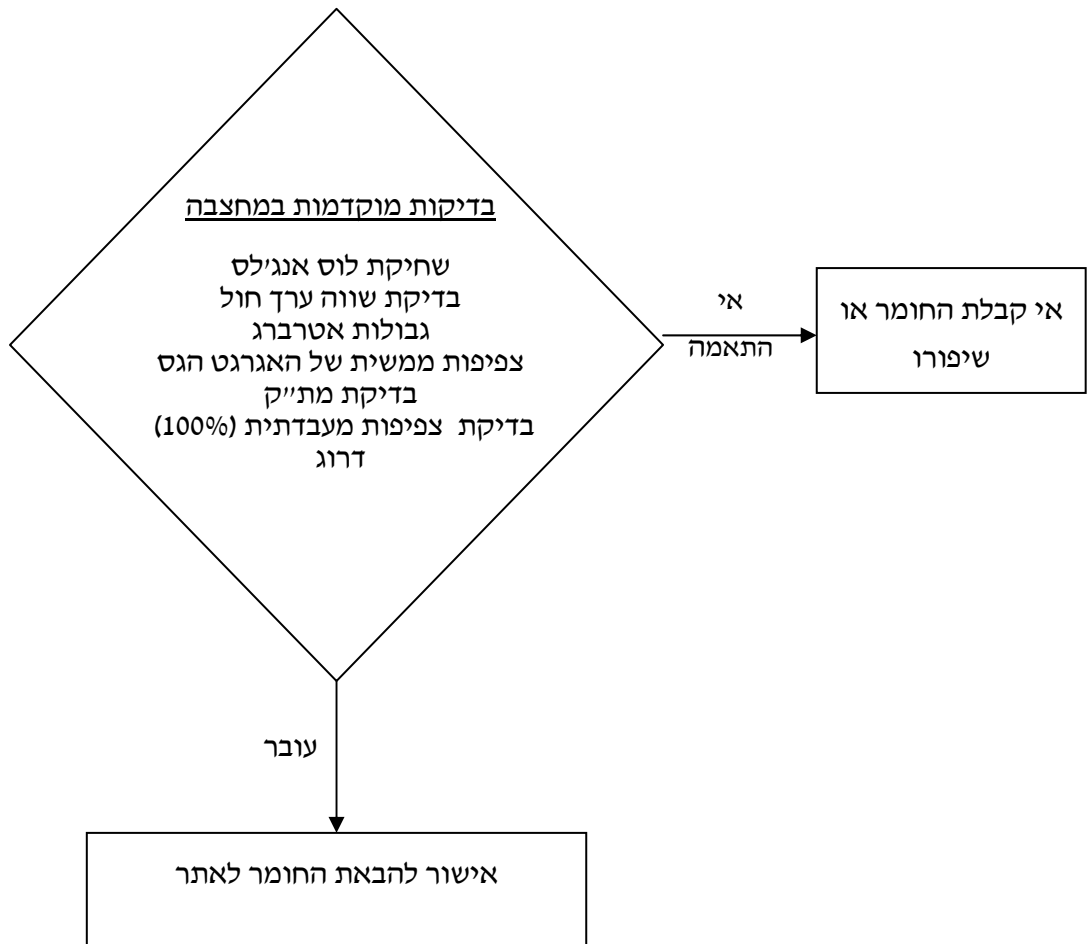 בדיקות מוקדמות במחצבה
שחיקת לוס אנג'לס
בדיקת שווה ערך חול
גבולות אטרברג
צפיפות ממשית של האגרגט הגס
בדיקת מת״ק
בדיקת צפיפות מעבדתית (100%)
דרוג
אי
התאמה
אי קבלת החומר או
שיפורו
עובר
אישור להבאת החומר לאתר